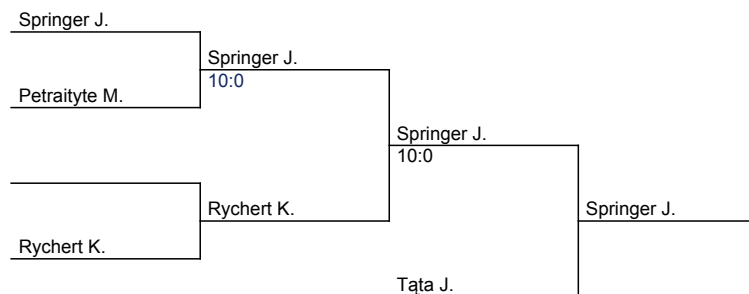 Springer J.
Springer J.
10:0
Petraityte M.
Springer J.
10:0
Rychert K.
Springer J.
Rychert K.
Tąta J.